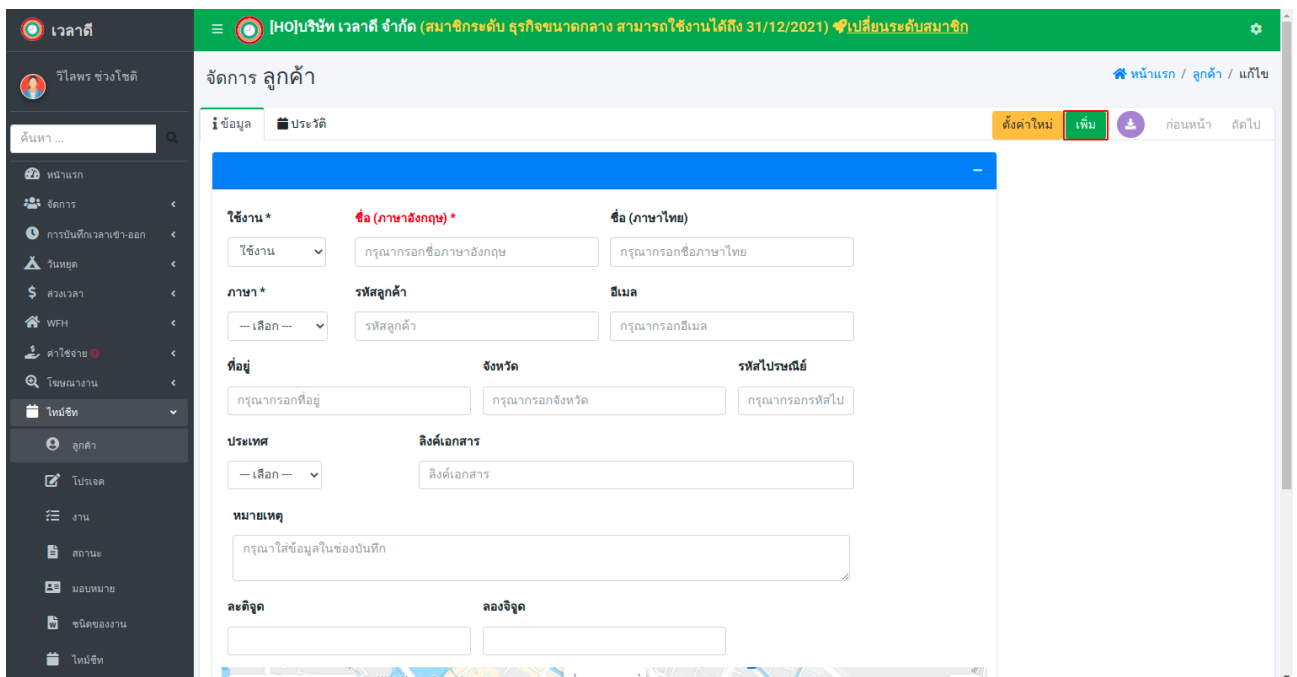 เวลาดี
[HO]บริษัท เวลาดี จำกัด (สมาชิกระดับ ธุรกิจขนาดกลาง สามารถใช้งานได้ถึง 31/12/2021) เปลี่ยนระดับสมาชิก
วิไลพร ช่วงโชติ
จัดการ ลูกค้า
หน้าแรก / ลูกค้า / แก้ไข
ค้นหา ...
ข้อมูล ประวัติ
ตั้งค่าใหม่ เพิ่ม ก่อนหน้า ถัดไป
หน้าแรก
จัดการ
การบันทึกเวลาเข้า-ออก
วันหยุด
ล่วงเวลา
WFH
ค่าใช้จ่าย
โฆษณางาน
ไทม์ชีท
ลูกค้า
โปรเจค
งาน
สถานะ
มอบหมาย
ชนิดของงาน
ไทม์ชีท
ใช้งาน * ชื่อ (ภาษาอังกฤษ) * ชื่อ (ภาษาไทย)
ใช้งาน กรุณากรอกชื่อภาษาอังกฤษ กรุณากรอกชื่อภาษาไทย
ภาษา * รหัสลูกค้า อีเมล
--- เลือก --- รหัสลูกค้า กรุณากรอกอีเมล
ที่อยู่ จังหวัด รหัสไปรษณีย์
กรุณากรอกที่อยู่ กรุณากรอกจังหวัด กรุณากรอกรหัสไป
ประเทศ ลิงค์เอกสาร
--- เลือก --- ลิงค์เอกสาร
หมายเหตุ
กรุณาใส่ข้อมูลในช่องบันทึก
ละติจูด ลองจิจูด